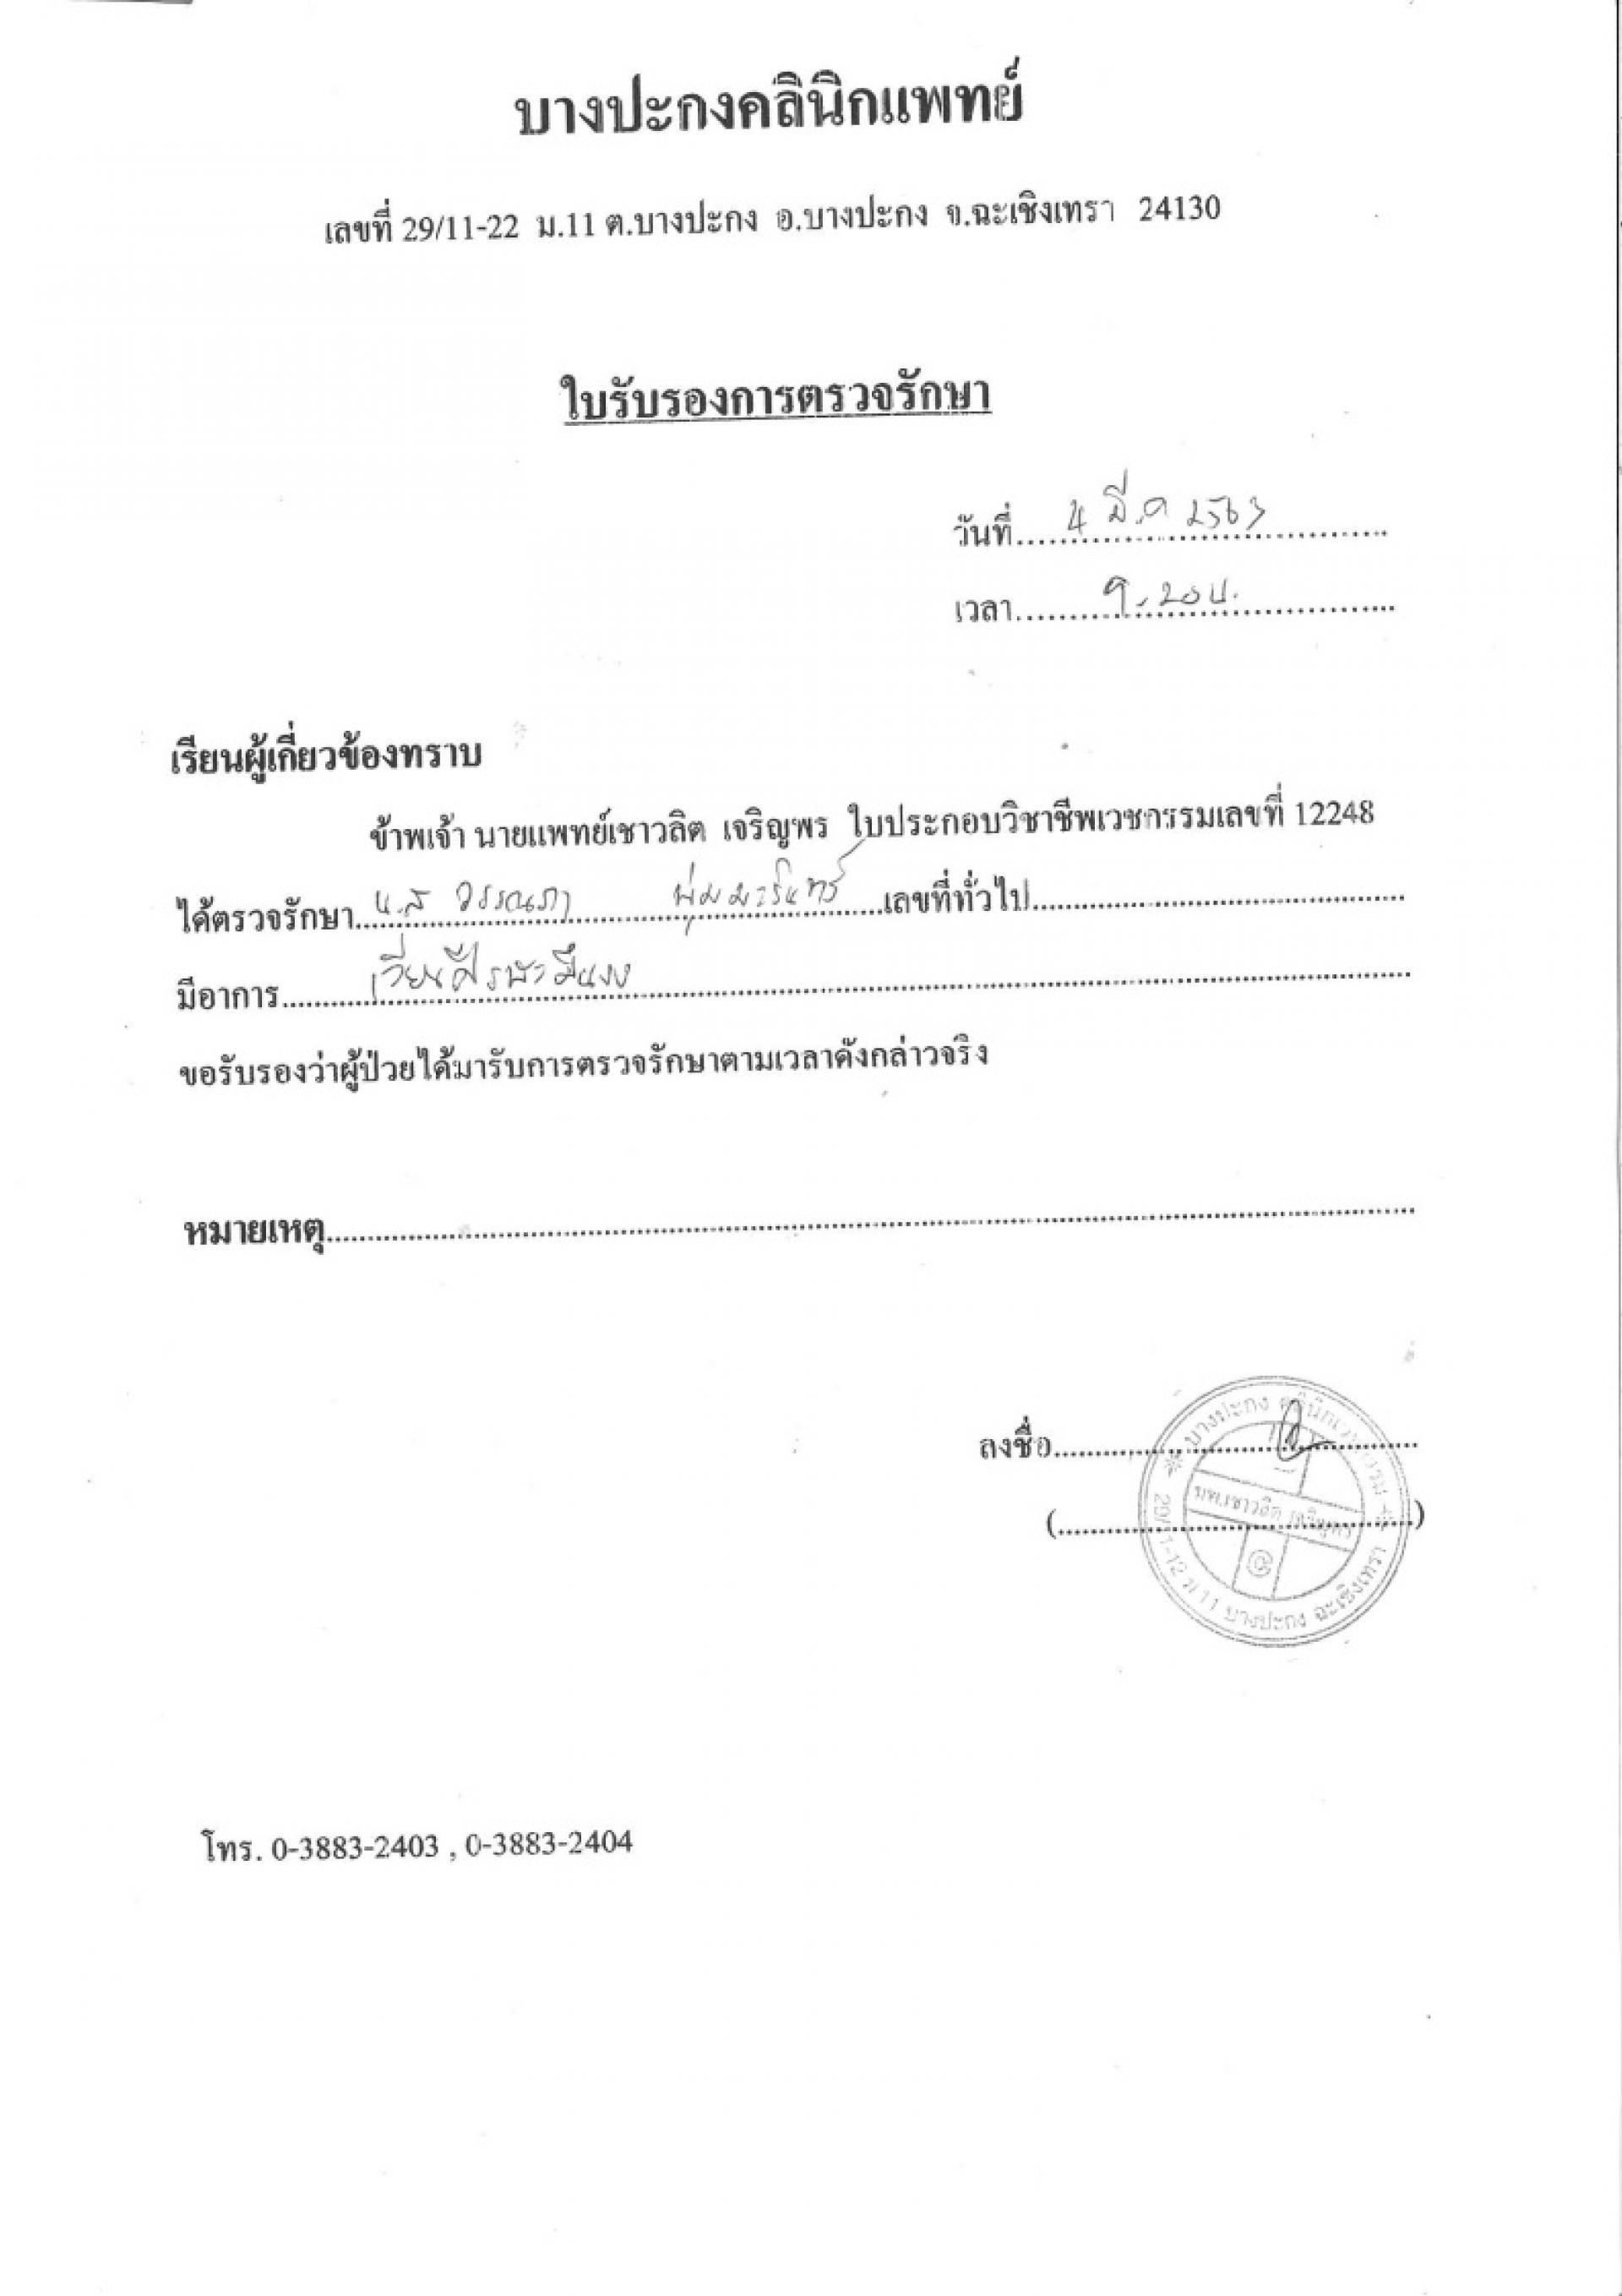 บางปะกงคลินิกแพทย์
เลขที่ 29/11-22 ม.11 ต.บางปะกง อ.บางปะกง จ.ฉะเชิงเทรา 24130
ใบรับรองการตรวจรักษา
วันที่ 4 มี.ค 2563
เวลา 9.20 น.
เรียนผู้เกี่ยวข้องทราบ
ข้าพเจ้า นายแพทย์เชาวลิต เจริญพร ใบประกอบวิชาชีพเวชกรรมเลขที่ 12248
ได้ตรวจรักษา น.ส วรรณภา เลขที่ทั่วไป
มีอาการ เวียนศีรษะมึนงง
ขอรับรองว่าผู้ป่วยได้มารับการตรวจรักษาตามเวลาดังกล่าวจริง
หมายเหตุ
ลงชื่อ
(
)
บางปะกง คลินิกเวชกรรม
นพ.เชาวลิต เจริญพร
29/11-12 ม.11 บางปะกง ฉะเชิงเทรา
โทร. 0-3883-2403 , 0-3883-2404